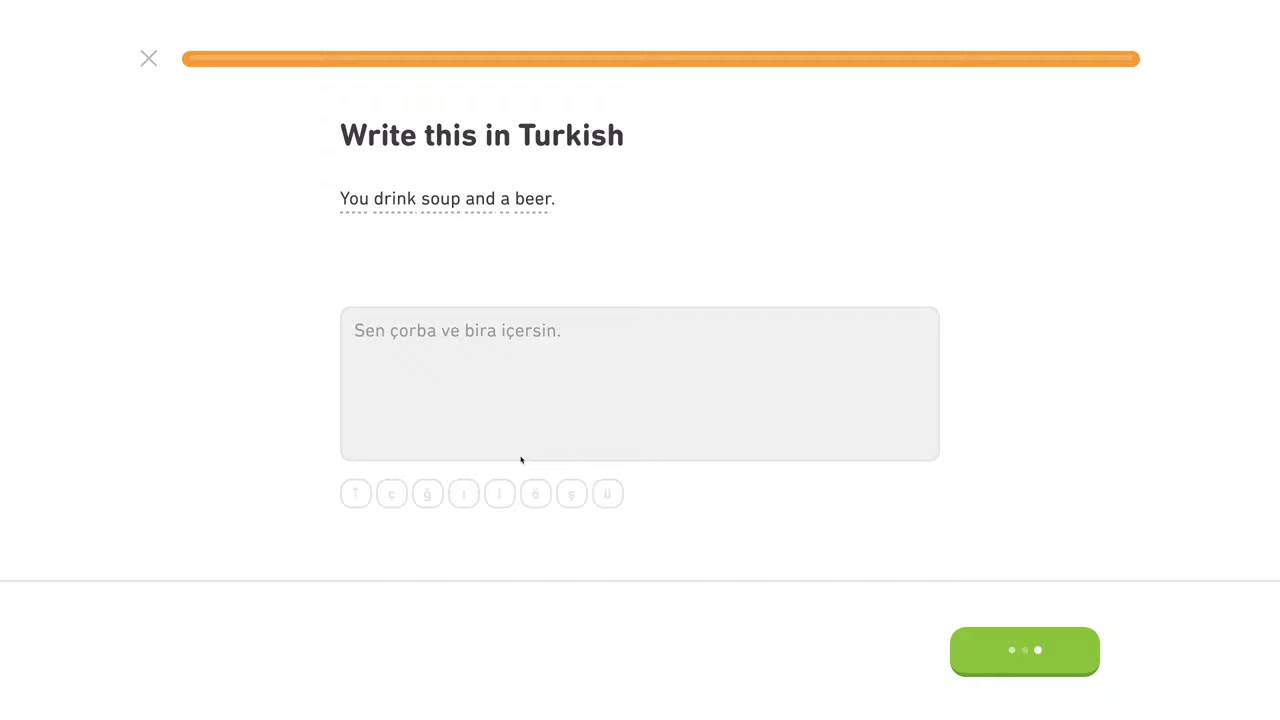 Write this in Turkish
You drink soup and a beer.
Sen çorba ve bira içersin.
ç ğ ı ö ş ü